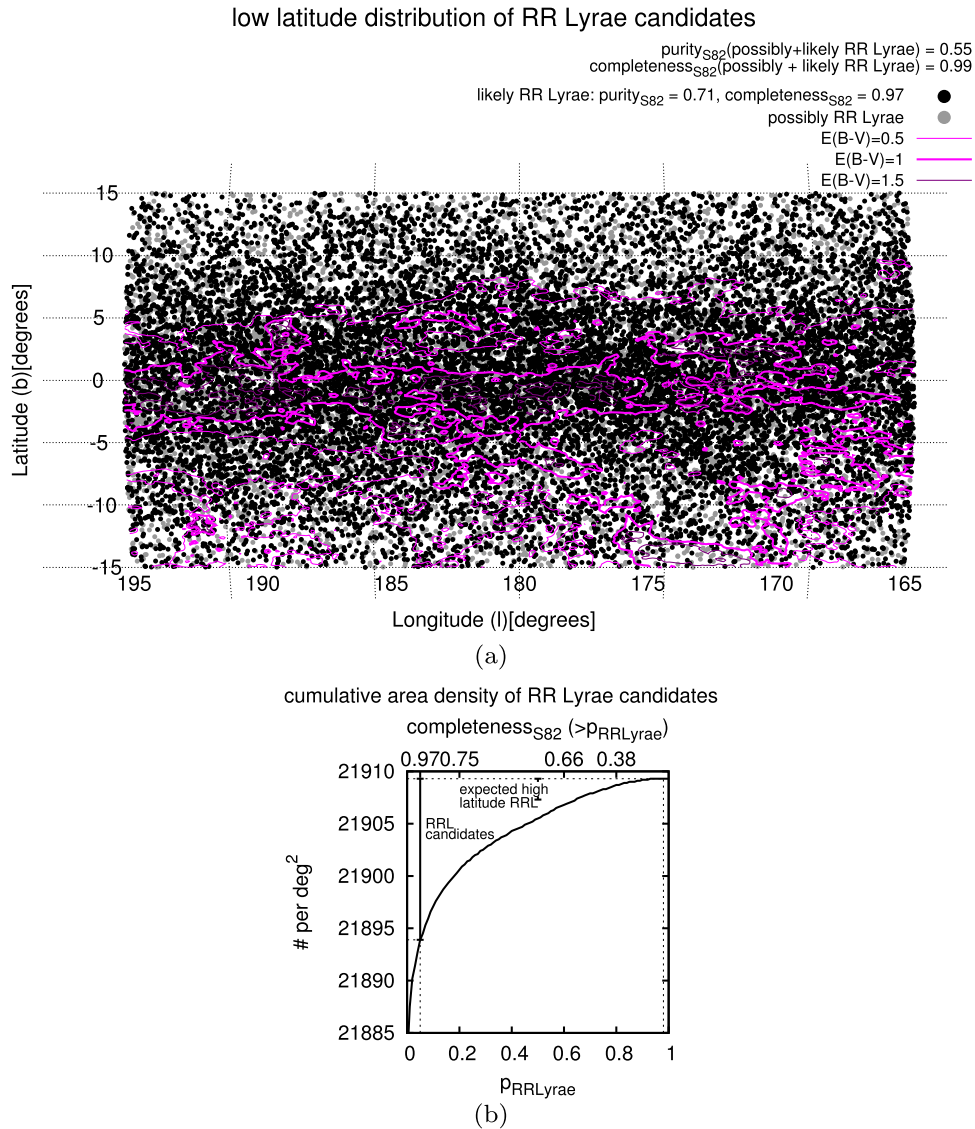 low latitude distribution of RR Lyrae candidates
purity_S82(possibly+likely RR Lyrae) = 0.55
completeness_S82(possibly + likely RR Lyrae) = 0.99
likely RR Lyrae: purity_S82 = 0.71, completeness_S82 = 0.97
possibly RR Lyrae
E(B-V)=0.5
E(B-V)=1
E(B-V)=1.5
15
10
5
0
-5
-10
-15
Latitude (b)[degrees]
195 190 185 180 175 170 165
Longitude (l)[degrees]
(a)
cumulative area density of RR Lyrae candidates
completeness_S82 (>p_RRLyrae)
0.970.75 0.66 0.38
21910
21905
21900
21895
21890
21885
# per deg²
expected high
latitude RRL
RRL
candidates
0 0.2 0.4 0.6 0.8 1
p_RRLyrae
(b)